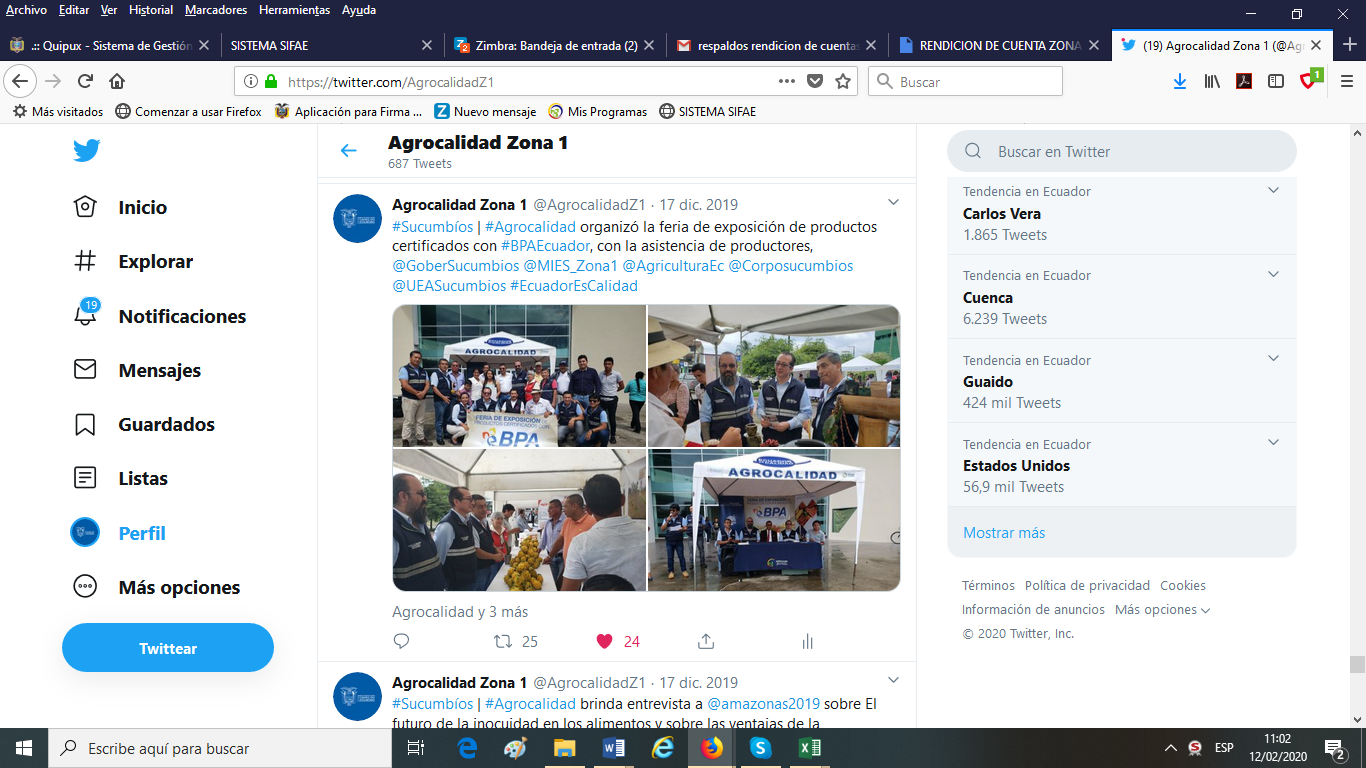 Archivo Editar Ver Historial Marcadores Herramientas Ayuda
.:: Quipux - Sistema de Gestión
SISTEMA SIFAE
Zimbra: Bandeja de entrada (2)
respaldos rendicion de cuentas
RENDICION DE CUENTA ZONA
(19) Agrocalidad Zona 1 (@Agr
https://twitter.com/AgrocalidadZ1
Buscar
1
Más visitados
Comenzar a usar Firefox
Aplicación para Firma ...
Nuevo mensaje
Mis Programas
SISTEMA SIFAE
Inicio
Explorar
19
Notificaciones
Mensajes
Guardados
Listas
Perfil
Más opciones
Twittear
Agrocalidad Zona 1
687 Tweets
Agrocalidad Zona 1 @AgrocalidadZ1 · 17 dic. 2019
#Sucumbíos | #Agrocalidad organizó la feria de exposición de productos
certificados con #BPAEcuador, con la asistencia de productores,
@GoberSucumbios @MIES_Zona1 @AgriculturaEc @Corposucumbios
@UEASucumbios #EcuadorEsCalidad
AGROCALIDAD
FERIA DE EXPOSICIÓN DE
PRODUCTOS CERTIFICADOS CON
BPA
AGROCALIDAD
BPA
Agrocalidad y 3 más
25
24
Agrocalidad Zona 1 @AgrocalidadZ1 · 17 dic. 2019
#Sucumbíos | #Agrocalidad brinda entrevista a @amazonas2019 sobre El
futuro de la inocuidad en los alimentos y sobre las ventajas de la
Buscar en Twitter
Tendencia en Ecuador
Carlos Vera
1.865 Tweets
Tendencia en Ecuador
Cuenca
6.239 Tweets
Tendencia en Ecuador
Guaido
424 mil Tweets
Tendencia en Ecuador
Estados Unidos
56,9 mil Tweets
Mostrar más
Términos Política de privacidad Cookies
Información de anuncios Más opciones
© 2020 Twitter, Inc.
Escribe aquí para buscar
ESP
11:02
12/02/2020
2